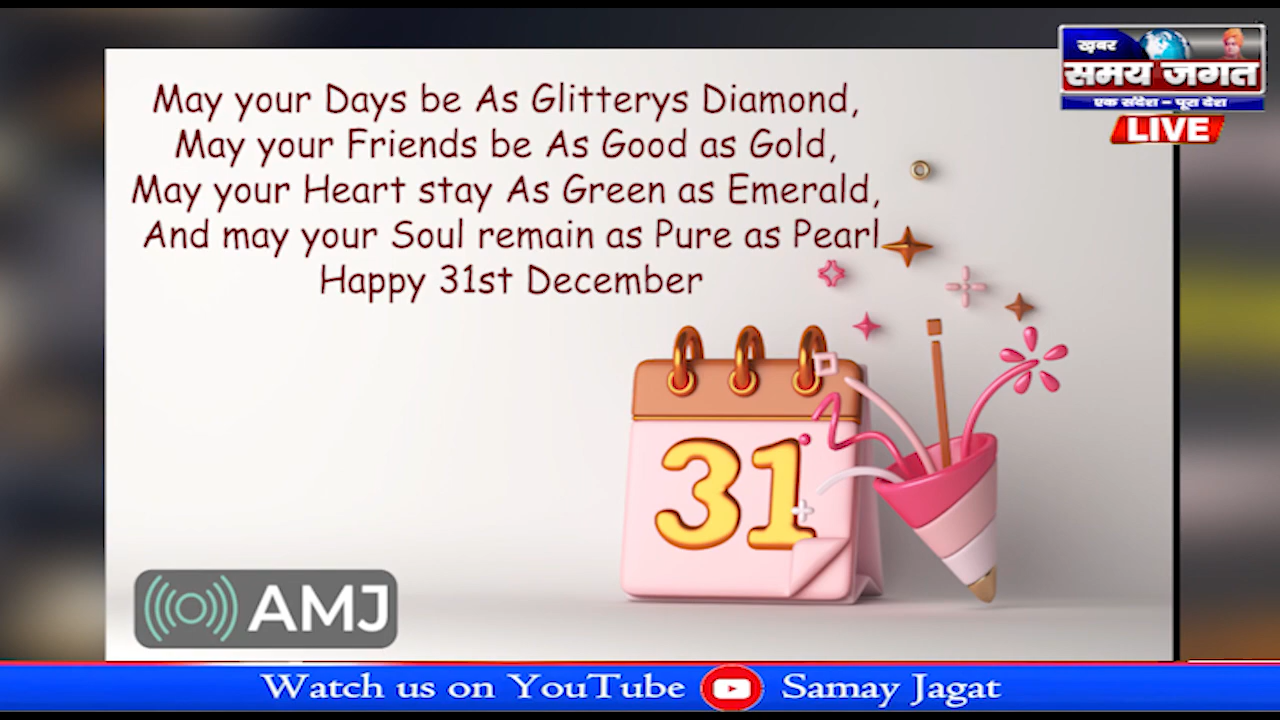 May your Days be As Glitterys Diamond,
May your Friends be As Good as Gold,
May your Heart stay As Green as Emerald,
And may your Soul remain as Pure as Pearl
Happy 31st December
31
AMJ
ख़बर
समय जगत
एक संदेश - पूरा देश
LIVE
Watch us on YouTube Samay Jagat